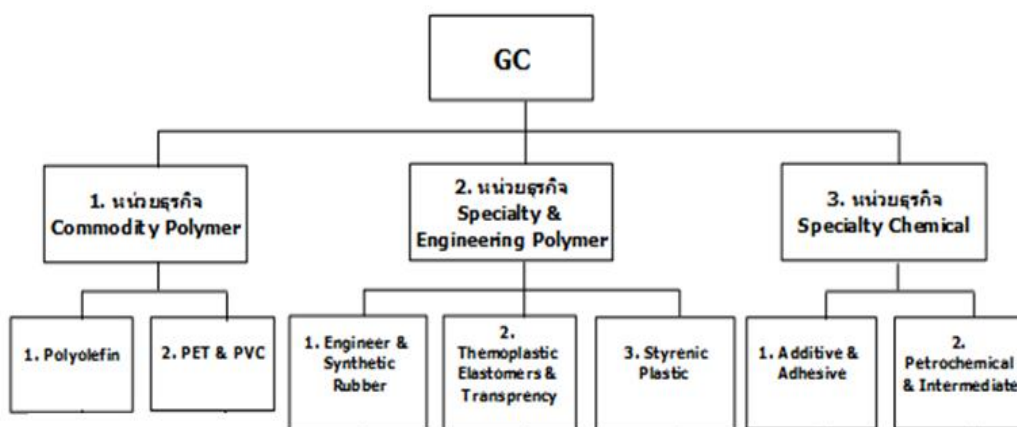 GC
1. หน่วยธุรกิจ
Commodity Polymer
2. หน่วยธุรกิจ
Specialty &
Engineering Polymer
3. หน่วยธุรกิจ
Specialty Chemical
1. Polyolefin
2. PET & PVC
1. Engineer &
Synthetic
Rubber
2.
Themoplastic
Elastomers &
Transprency
3. Styrenic
Plastic
1. Additive &
Adhesive
2.
Petrochemical
& Intermediate